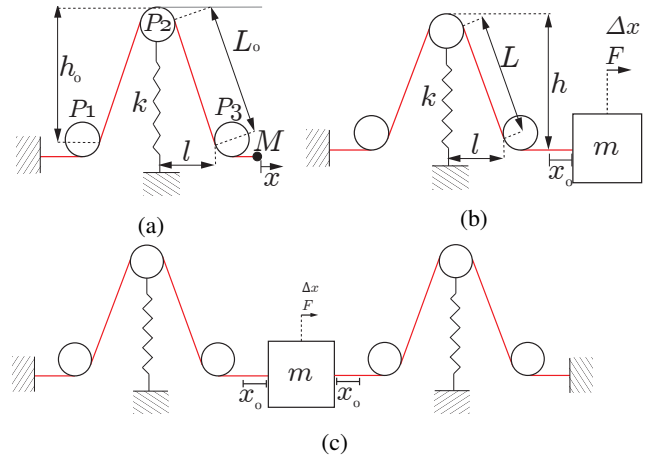 P2
h₀
L₀
P1
k
P3
M
l
x
(a)
Δx
F
L
h
k
m
l
x₀
(b)
Δx
F
m
x₀
x₀
(c)